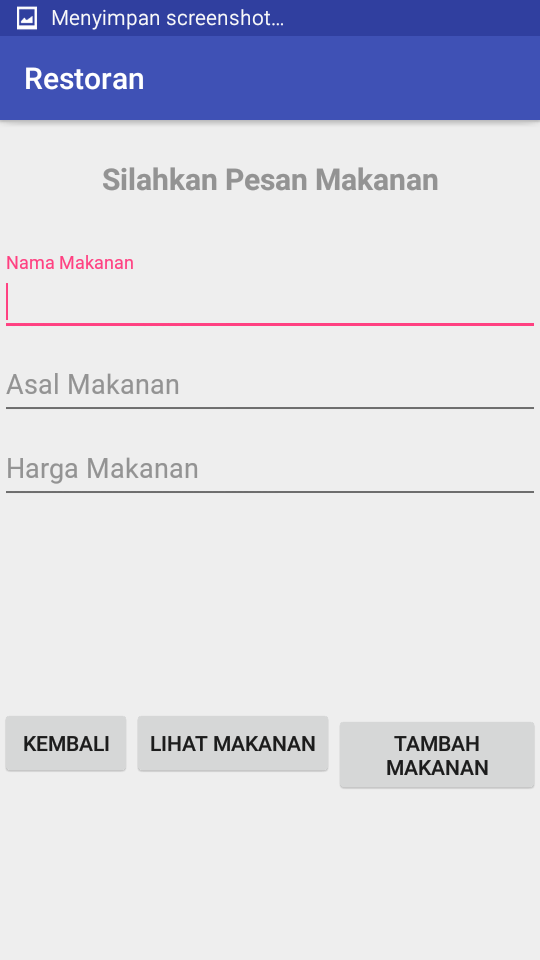 Menyimpan screenshot...
Restoran
Silahkan Pesan Makanan
Nama Makanan
Asal Makanan
Harga Makanan
KEMBALI
LIHAT MAKANAN
TAMBAH
MAKANAN